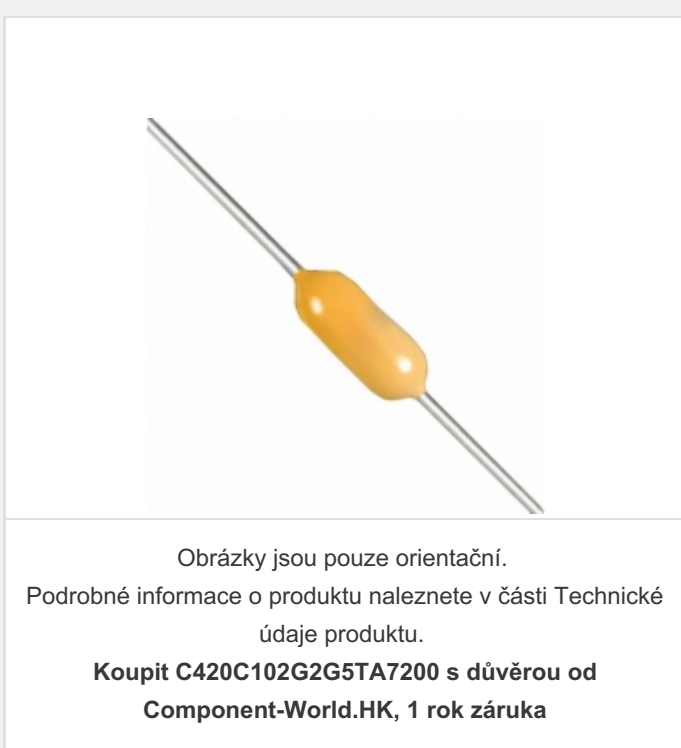 Obrázky jsou pouze orientační.
Podrobné informace o produktu naleznete v části Technické
údaje produktu.
Koupit C420C102G2G5TA7200 s důvěrou od
Component-World.HK, 1 rok záruka